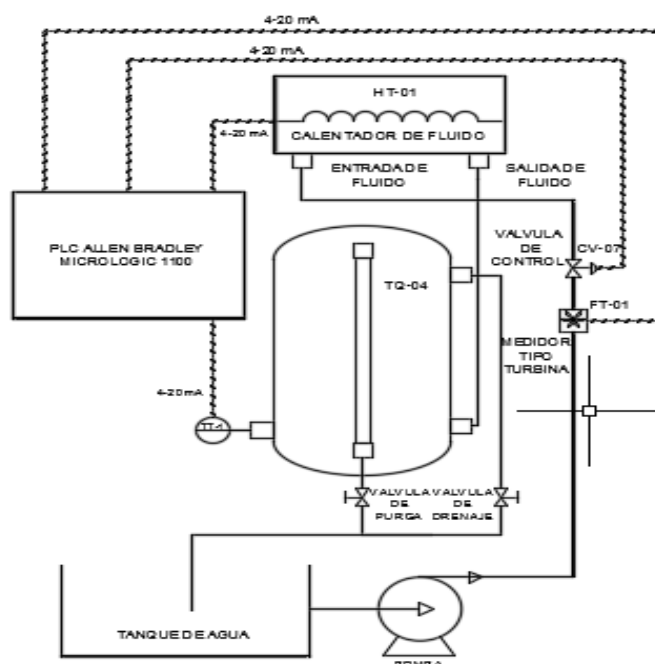 4-20 mA
4-20 mA
HT-01
CALENTADOR DE FLUIDO
4-20 mA
ENTRADA DE
FLUIDO
SALIDA DE
FLUIDO
PLC ALLEN BRADLEY
MICROLOGIC 1100
VALVULA
DE
CONTROL
CV-07
TQ-04
FT-01
MEDIDOR
TIPO
TURBINA
4-20 mA
TT-1
VALVULA
DE
PURGA
VALVULA
DE
DRENAJE
TANQUE DE AGUA